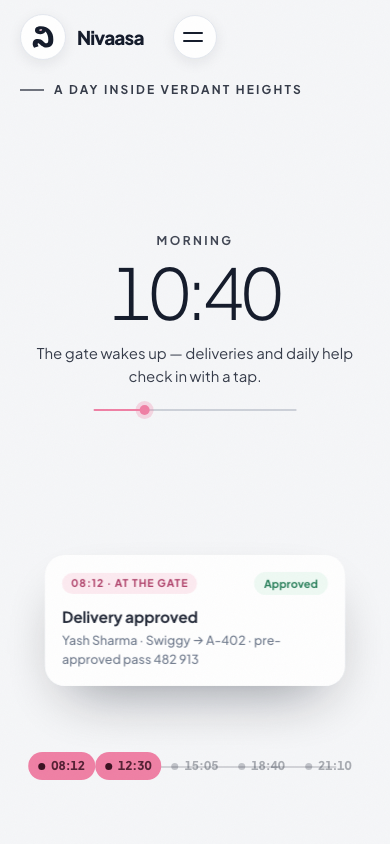 Nivaasa
A DAY INSIDE VERDANT HEIGHTS
MORNING
10:40
The gate wakes up — deliveries and daily help
check in with a tap.
08:12 · AT THE GATE
Approved
Delivery approved
Yash Sharma · Swiggy → A-402 · pre-
approved pass 482 913
08:12 12:30 15:05 18:40 21:10